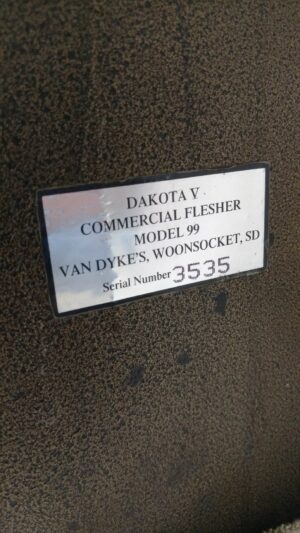 DAKOTA V
COMMERCIAL FLESHER
MODEL 99
VAN DYKE'S, WOONSOCKET, SD
Serial Number 3535